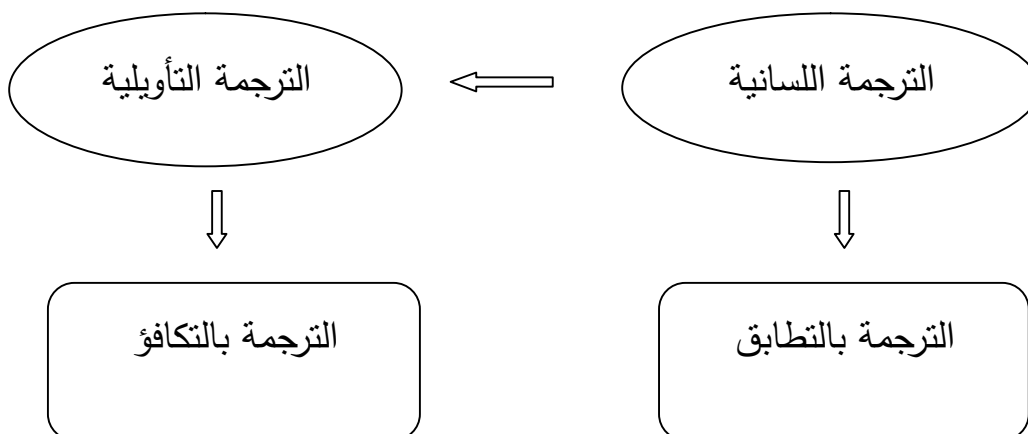 الترجمة اللسانية
الترجمة التأويلية
الترجمة بالتطابق
الترجمة بالتكافؤ